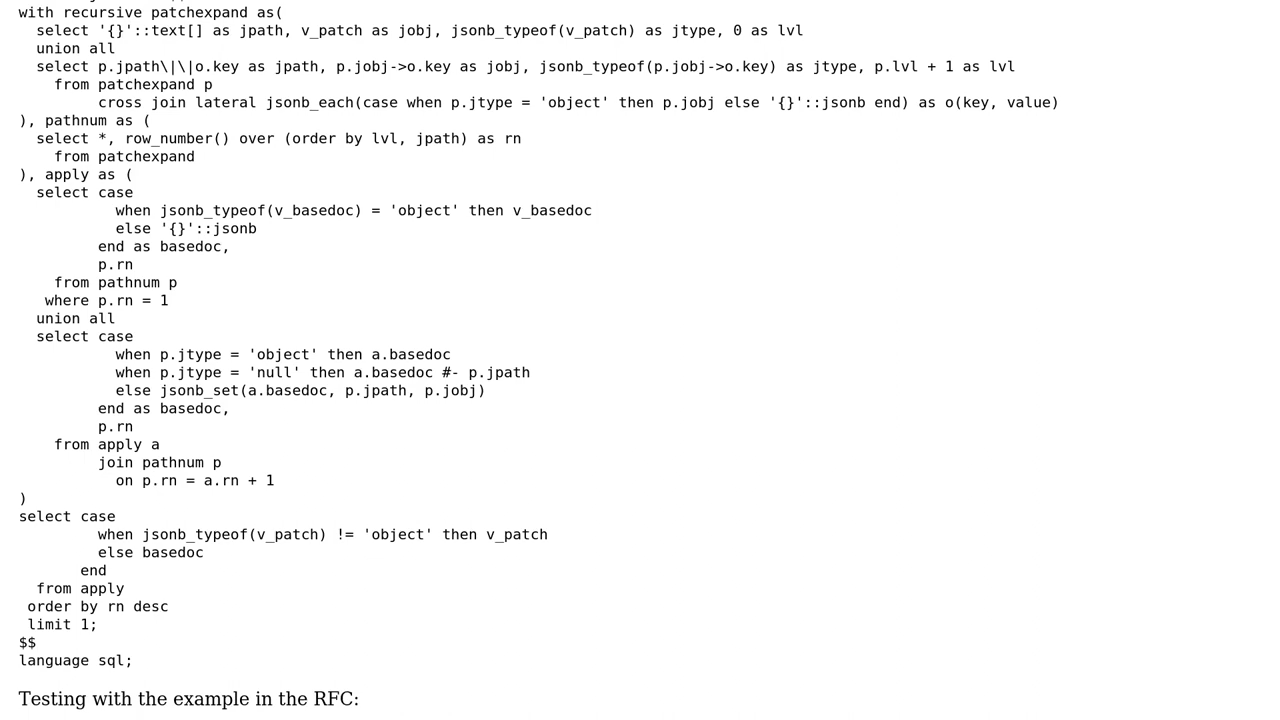 with recursive patchexpand as(
  select '{}'::text[] as jpath, v_patch as jobj, jsonb_typeof(v_patch) as jtype, 0 as lvl
  union all
  select p.jpath\|\|o.key as jpath, p.jobj->o.key as jobj, jsonb_typeof(p.jobj->o.key) as jtype, p.lvl + 1 as lvl
    from patchexpand p
         cross join lateral jsonb_each(case when p.jtype = 'object' then p.jobj else '{}'::jsonb end) as o(key, value)
), pathnum as (
  select *, row_number() over (order by lvl, jpath) as rn
    from patchexpand
), apply as (
  select case
           when jsonb_typeof(v_basedoc) = 'object' then v_basedoc
           else '{}'::jsonb
         end as basedoc,
         p.rn
    from pathnum p
   where p.rn = 1
  union all
  select case
           when p.jtype = 'object' then a.basedoc
           when p.jtype = 'null' then a.basedoc #- p.jpath
           else jsonb_set(a.basedoc, p.jpath, p.jobj)
         end as basedoc,
         p.rn
    from apply a
         join pathnum p
           on p.rn = a.rn + 1
)
select case
         when jsonb_typeof(v_patch) != 'object' then v_patch
         else basedoc
       end
  from apply
 order by rn desc
 limit 1;
$$
language sql;
Testing with the example in the RFC: